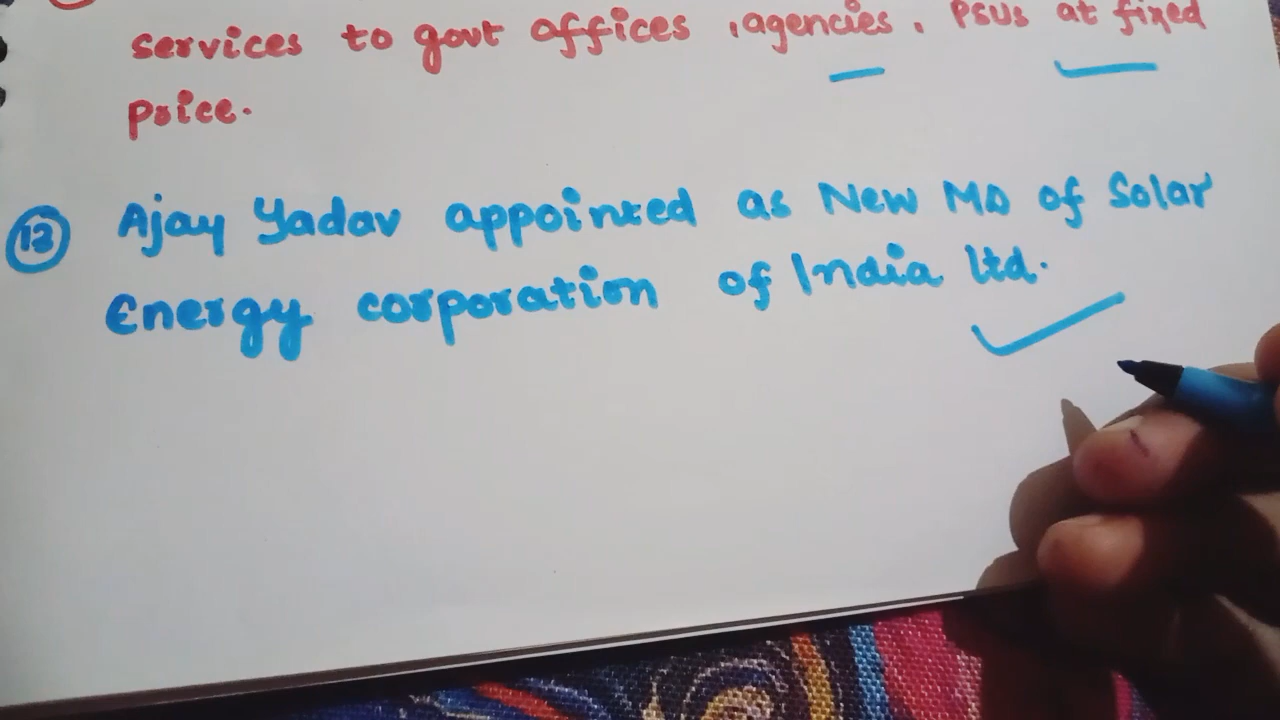 services to govt offices , agencies , PSUs at fixed
price.
12 Ajay Yadav appointed as New MD of Solar
Energy corporation of India ltd.